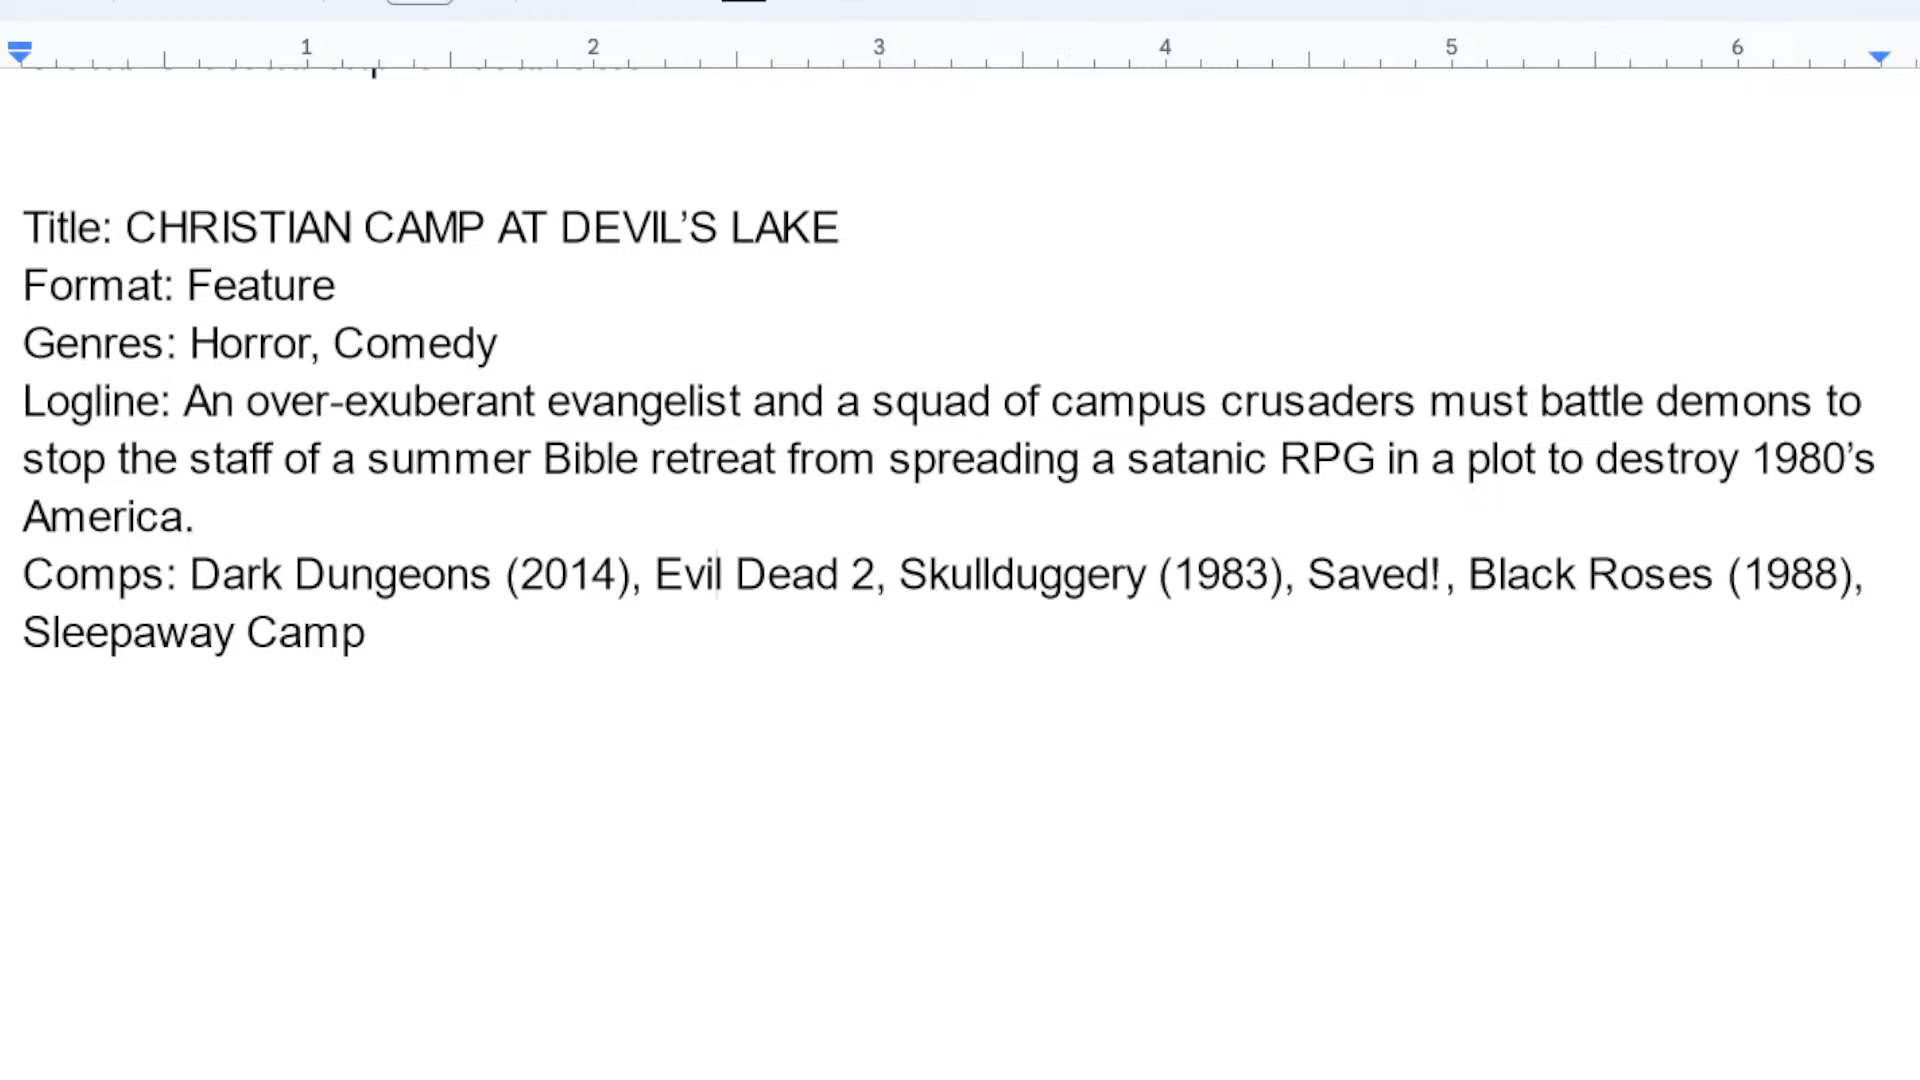 1 2 3 4 5 6
Title: CHRISTIAN CAMP AT DEVIL’S LAKE
Format: Feature
Genres: Horror, Comedy
Logline: An over-exuberant evangelist and a squad of campus crusaders must battle demons to
stop the staff of a summer Bible retreat from spreading a satanic RPG in a plot to destroy 1980’s
America.
Comps: Dark Dungeons (2014), Evil Dead 2, Skullduggery (1983), Saved!, Black Roses (1988),
Sleepaway Camp